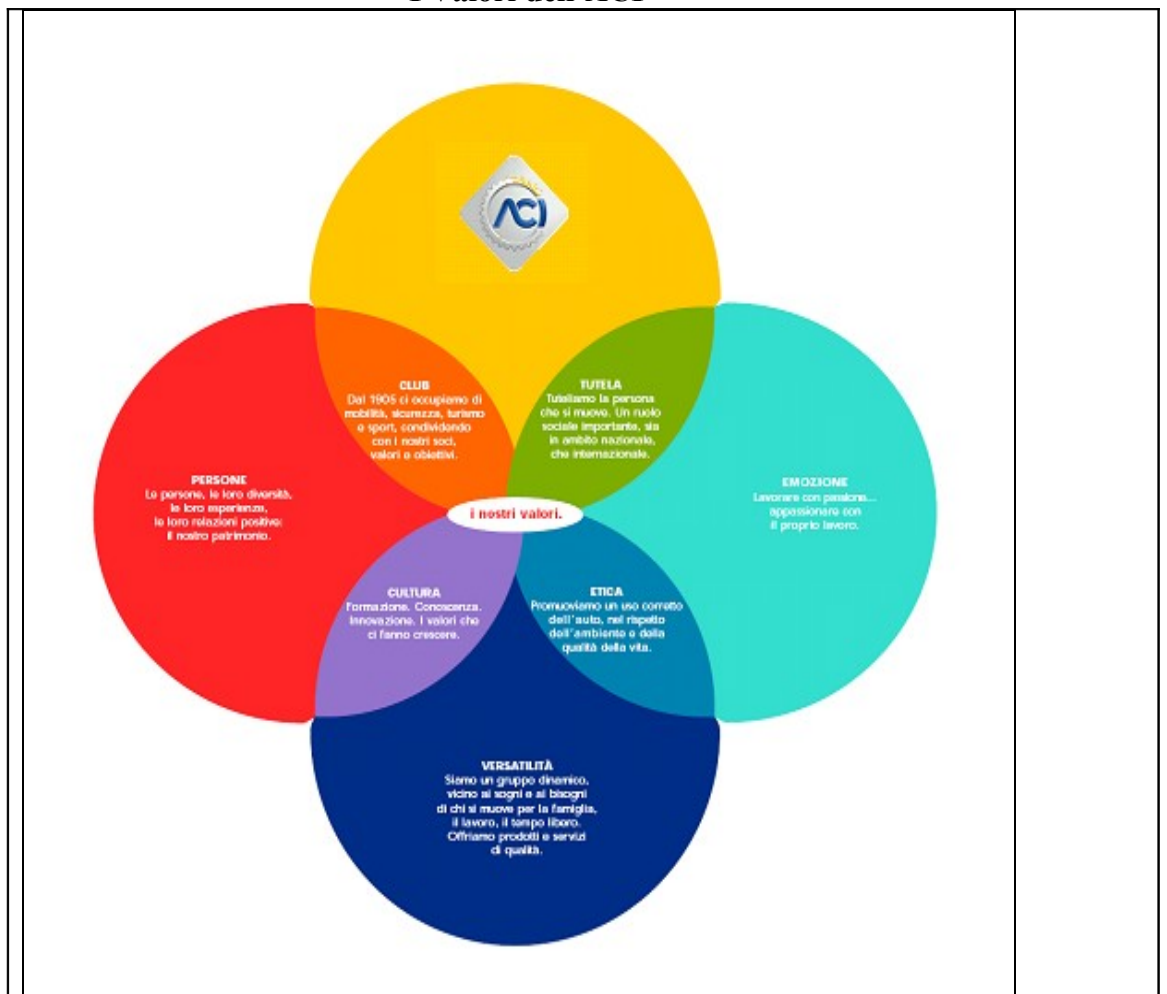 ACI
CLUB
Dal 1905 ci occupiamo di
mobilità, sicurezza, turismo
e sport, condividendo
con i nostri soci,
valori e obiettivi.
TUTELA
Tuteliamo la persona
che si muove. Un ruolo
sociale importante, sia
in ambito nazionale,
che internazionale.
PERSONE
Le persone, le loro diversità,
le loro esperienze,
le loro relazioni positive:
il nostro patrimonio.
EMOZIONE
Lavorare con passione...
appassionare con
il proprio lavoro.
i nostri valori.
CULTURA
Formazione. Conoscenza.
Innovazione. I valori che
ci fanno crescere.
ETICA
Promuoviamo un uso corretto
dell'auto, nel rispetto
dell'ambiente e della
qualità della vita.
VERSATILITÀ
Siamo un gruppo dinamico,
vicino ai sogni e ai bisogni
di chi si muove per la famiglia,
il lavoro, il tempo libero.
Offriamo prodotti e servizi
di qualità.